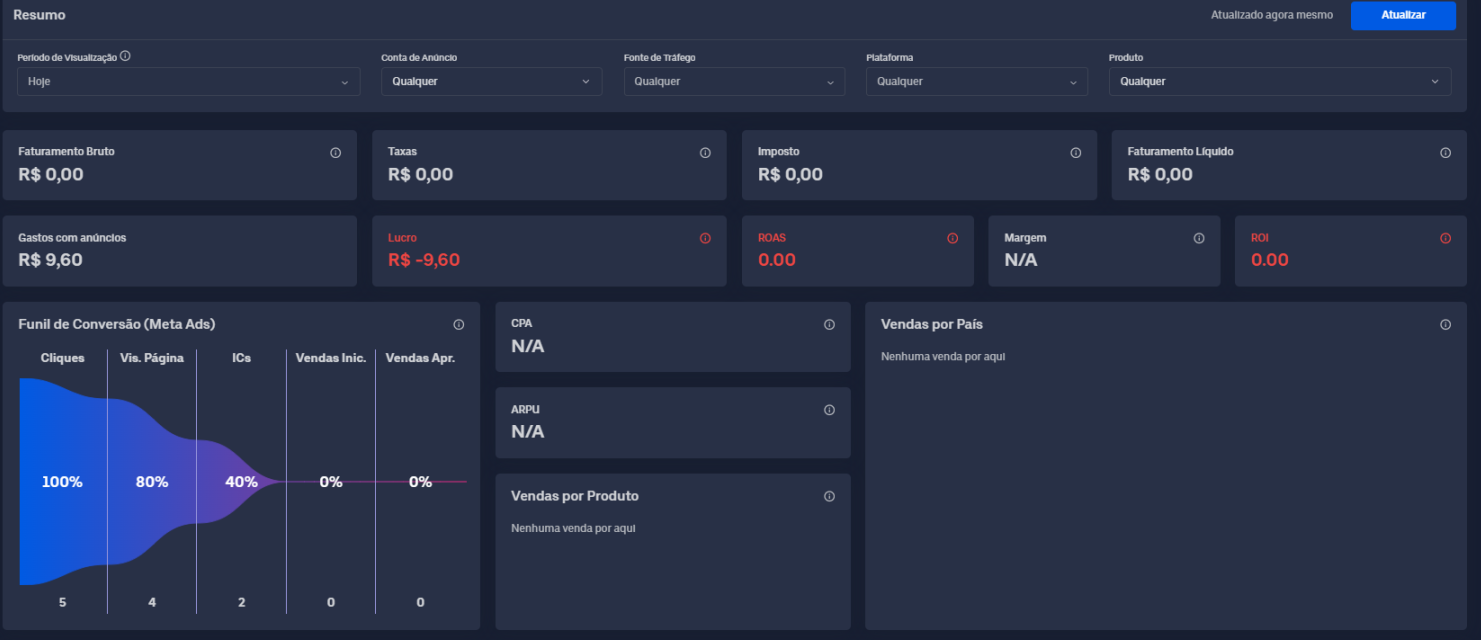 Resumo
Atualizado agora mesmo
Atualizar
Período de Visualização
Conta de Anúncio
Fonte de Tráfego
Plataforma
Produto
Hoje
Qualquer
Qualquer
Qualquer
Qualquer
Faturamento Bruto
R$ 0,00
Taxas
R$ 0,00
Imposto
R$ 0,00
Faturamento Líquido
R$ 0,00
Gastos com anúncios
R$ 9,60
Lucro
R$ -9,60
ROAS
0.00
Margem
N/A
ROI
0.00
Funil de Conversão (Meta Ads)
Cliques
Vis. Página
ICs
Vendas Inic.
Vendas Apr.
100%
80%
40%
0%
0%
5
4
2
0
0
CPA
N/A
ARPU
N/A
Vendas por Produto
Nenhuma venda por aqui
Vendas por País
Nenhuma venda por aqui